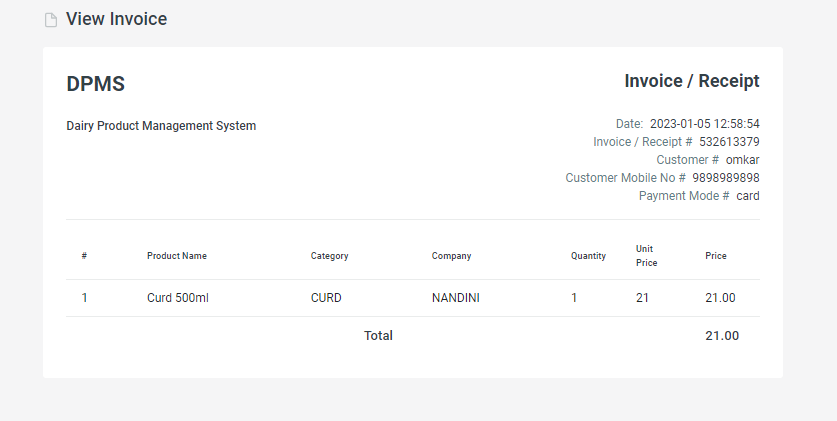 View Invoice
DPMS
Invoice / Receipt
Dairy Product Management System
Date: 2023-01-05 12:58:54
Invoice / Receipt # 532613379
Customer # omkar
Customer Mobile No # 9898989898
Payment Mode # card
# Product Name Category Company Quantity Unit Price Price
1 Curd 500ml CURD NANDINI 1 21 21.00
Total 21.00